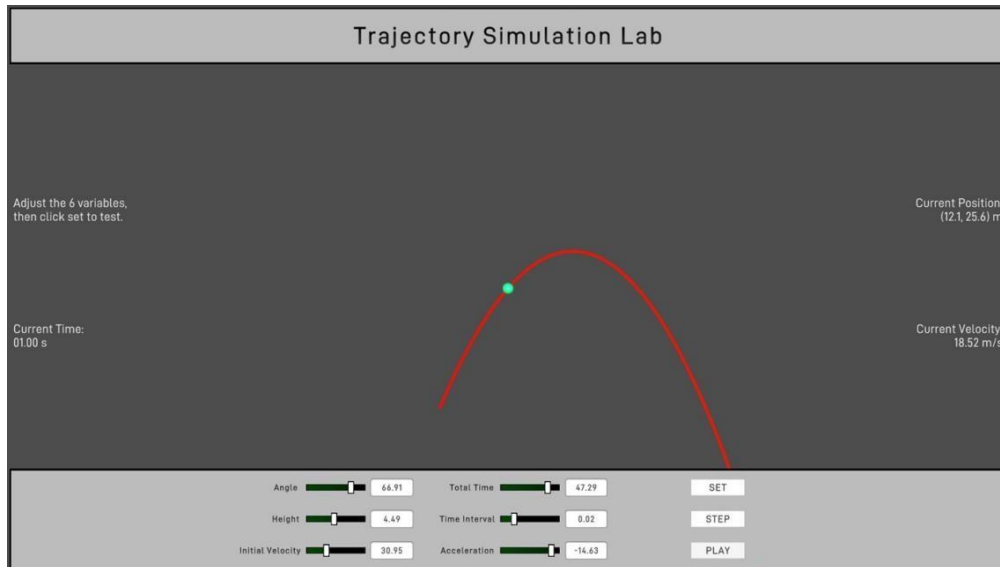 Trajectory Simulation Lab
Adjust the 6 variables,
then click set to test.
Current Position
(12.1, 25.6) m
Current Time:
01.00 s
Current Velocity
18.52 m/s
Angle 66.91 Total Time 47.29 SET
Height 4.49 Time Interval 0.02 STEP
Initial Velocity 30.95 Acceleration -14.63 PLAY